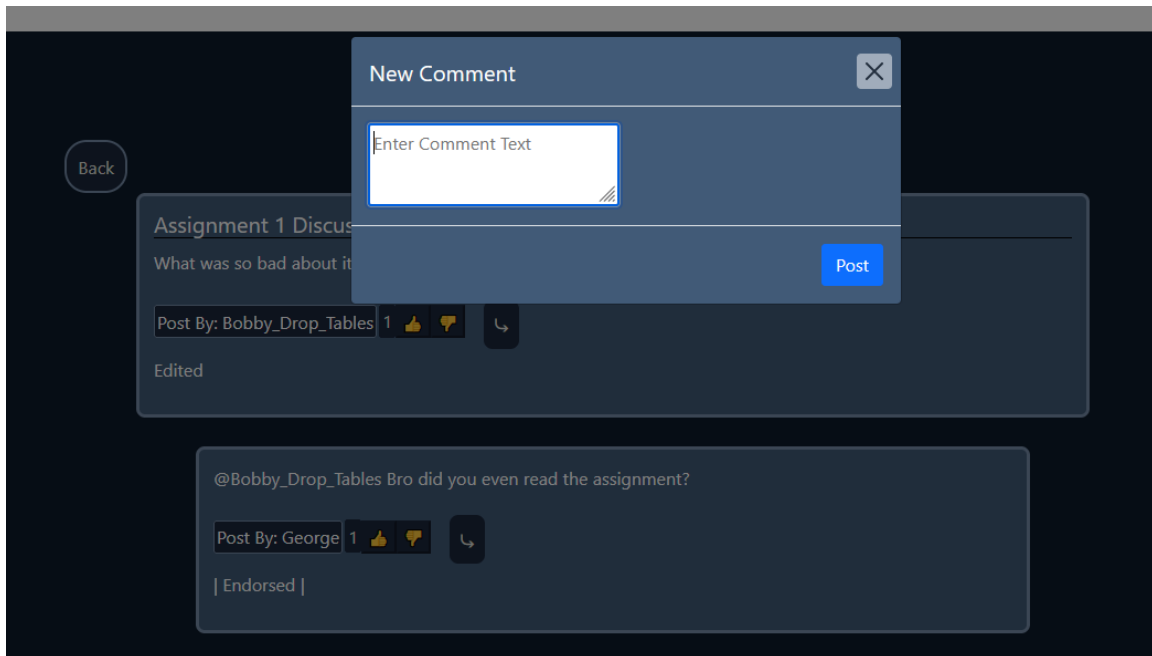 New Comment
Enter Comment Text
Back
Assignment 1 Discus
What was so bad about it
Post
Post By: Bobby_Drop_Tables 1
Edited
@Bobby_Drop_Tables Bro did you even read the assignment?
Post By: George 1
| Endorsed |